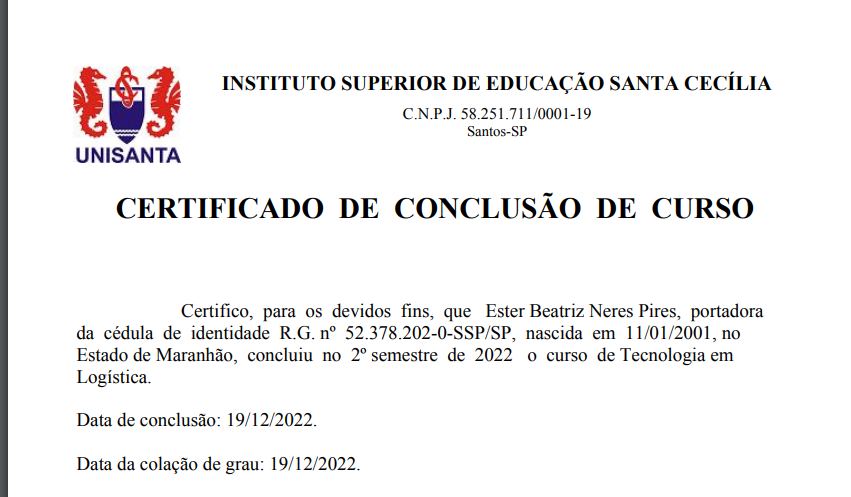 UNISANTA
INSTITUTO SUPERIOR DE EDUCAÇÃO SANTA CECÍLIA
C.N.P.J. 58.251.711/0001-19
Santos-SP
CERTIFICADO DE CONCLUSÃO DE CURSO
Certifico, para os devidos fins, que Ester Beatriz Neres Pires, portadora
da cédula de identidade R.G. nº 52.378.202-0-SSP/SP, nascida em 11/01/2001, no
Estado de Maranhão, concluiu no 2º semestre de 2022 o curso de Tecnologia em
Logística.
Data de conclusão: 19/12/2022.
Data da colação de grau: 19/12/2022.